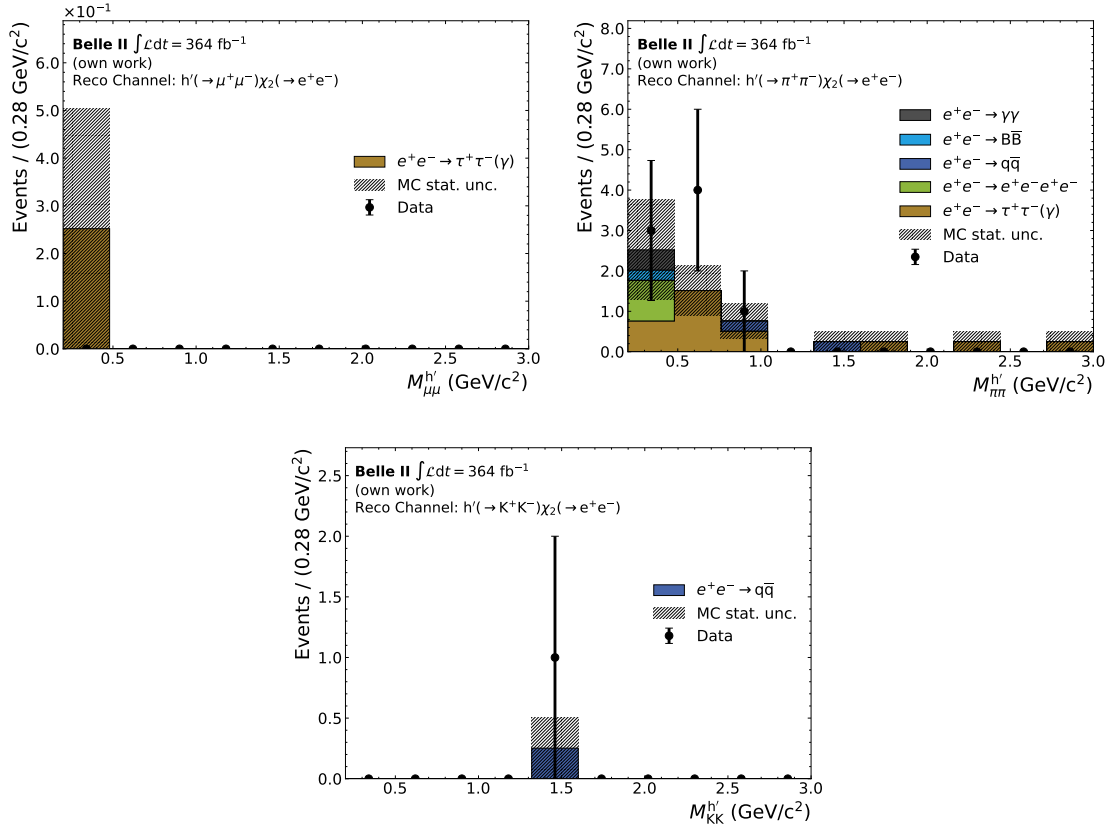 ×10⁻¹
Belle II ∫ℒdt = 364 fb⁻¹
(own work)
Reco Channel: h′(→ μ⁺μ⁻)χ₂(→ e⁺e⁻)
Events / (0.28 GeV/c²)
6.0
5.0
4.0
3.0
2.0
1.0
0.0
e⁺e⁻ → τ⁺τ⁻(γ)
MC stat. unc.
Data
0.5 1.0 1.5 2.0 2.5 3.0
M^h′_μμ (GeV/c²)
Belle II ∫ℒdt = 364 fb⁻¹
(own work)
Reco Channel: h′(→ π⁺π⁻)χ₂(→ e⁺e⁻)
Events / (0.28 GeV/c²)
8.0
7.0
6.0
5.0
4.0
3.0
2.0
1.0
0.0
e⁺e⁻ → γγ
e⁺e⁻ → BB̅
e⁺e⁻ → qq̅
e⁺e⁻ → e⁺e⁻e⁺e⁻
e⁺e⁻ → τ⁺τ⁻(γ)
MC stat. unc.
Data
0.5 1.0 1.5 2.0 2.5 3.0
M^h′_ππ (GeV/c²)
Belle II ∫ℒdt = 364 fb⁻¹
(own work)
Reco Channel: h′(→ K⁺K⁻)χ₂(→ e⁺e⁻)
Events / (0.28 GeV/c²)
2.5
2.0
1.5
1.0
0.5
0.0
e⁺e⁻ → qq̅
MC stat. unc.
Data
0.5 1.0 1.5 2.0 2.5 3.0
M^h′_KK (GeV/c²)